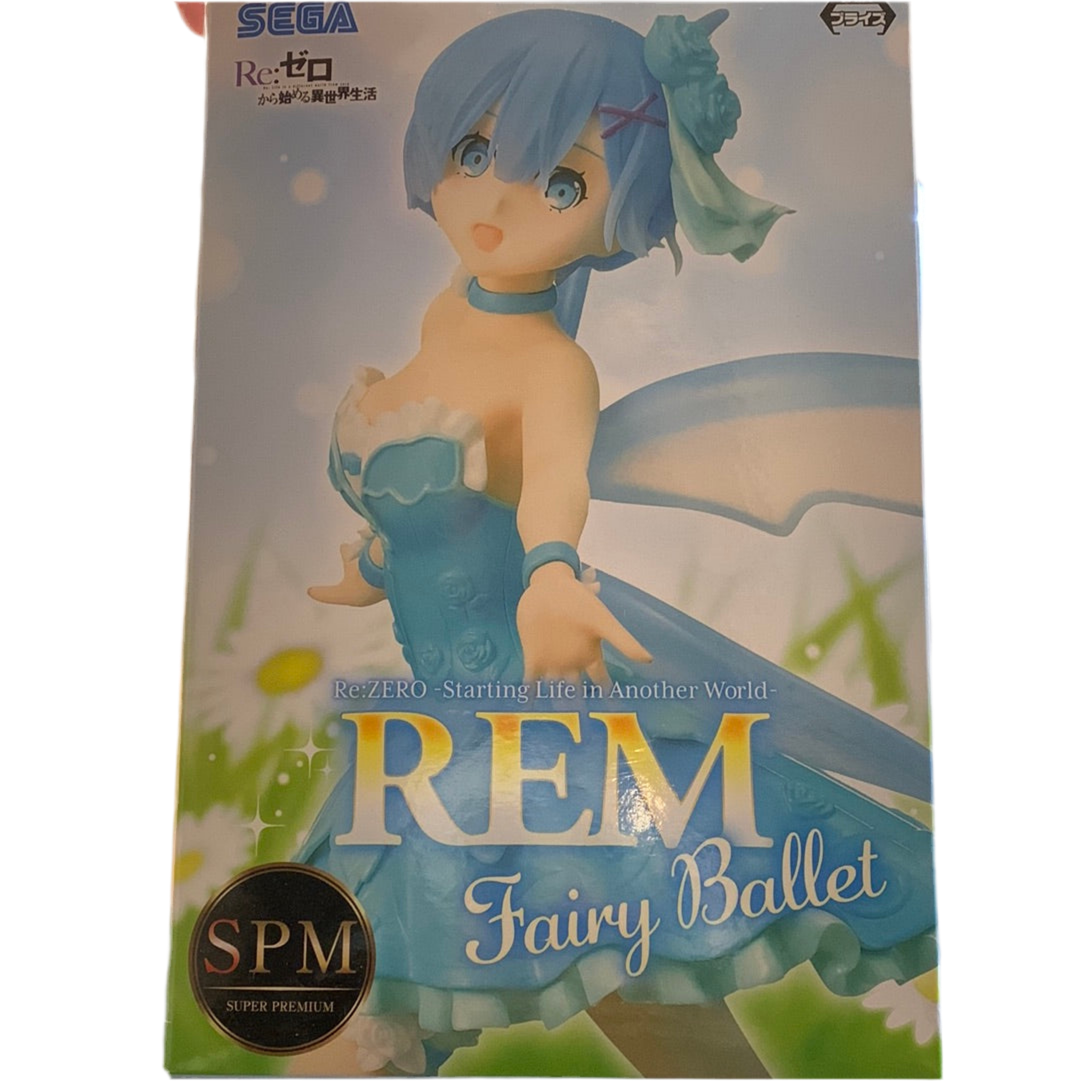 SEGA
プライズ
Re:ゼロ
から始める異世界生活
Re:ZERO -Starting Life in Another World-
REM
Fairy Ballet
SPM
SUPER PREMIUM